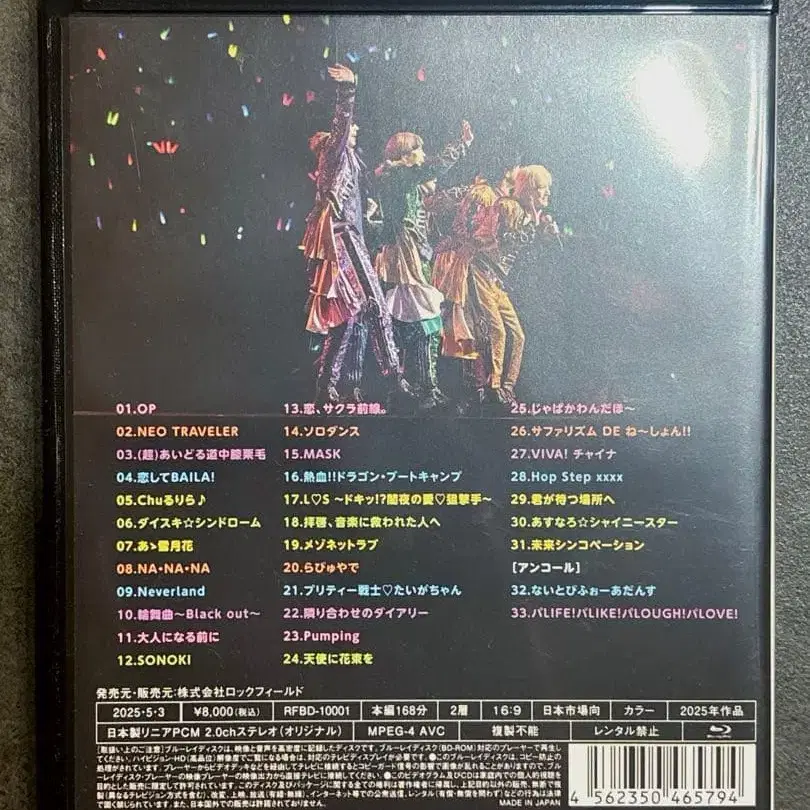 01.OP
02.NEO TRAVELER
03.(超)あいどる道中膝栗毛
04.恋してBAILA!
05.Chuるりら♪
06.ダイスキ☆シンドローム
07.あゝ雪月花
08.NA・NA・NA
09.Neverland
10.輪舞曲〜Black out〜
11.大人になる前に
12.SONOKI
13.恋、サクラ前線。
14.ソロダンス
15.MASK
16.熱血!!ドラゴン・ブートキャンプ
17.L♡S 〜ドキッ!?闇夜の愛♡狙撃手〜
18.拝啓、音楽に救われた人へ
19.メゾネットラブ
20.らびゅやで
21.プリティー戦士♡たいがちゃん
22.隣り合わせのダイアリー
23.Pumping
24.天使に花束を
25.じゃぱかわんだほ〜
26.サファリズム DE ね〜しょん!!
27.VIVA! チャイナ
28.Hop Step xxxx
29.君が待つ場所へ
30.あすなろ☆シャイニースター
31.未来シンコペーション
[アンコール]
32.ないとぴふぉーあだんす
33.パLIFE!パLIKE!パLOUGH!パLOVE!
発売元・販売元:株式会社ロックフィールド
2025・5・3 ¥8,000(税込) RFBD-10001 本編168分 2層 16:9 日本市場向 カラー 2025年作品
日本製リニアPCM 2.0chステレオ(オリジナル) MPEG-4 AVC 複製不能 レンタル禁止
[取扱い上のご注意]
MADE IN JAPAN
4 562350 465794